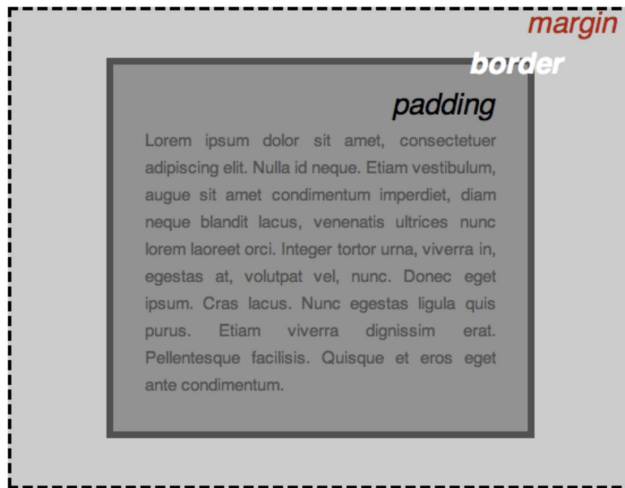 margin
border
padding
Lorem ipsum dolor sit amet, consectetuer
adipiscing elit. Nulla id neque. Etiam vestibulum,
augue sit amet condimentum imperdiet, diam
neque blandit lacus, venenatis ultrices nunc
lorem laoreet orci. Integer tortor urna, viverra in,
egestas at, volutpat vel, nunc. Donec eget
ipsum. Cras lacus. Nunc egestas ligula quis
purus. Etiam viverra dignissim erat.
Pellentesque facilisis. Quisque et eros eget
ante condimentum.